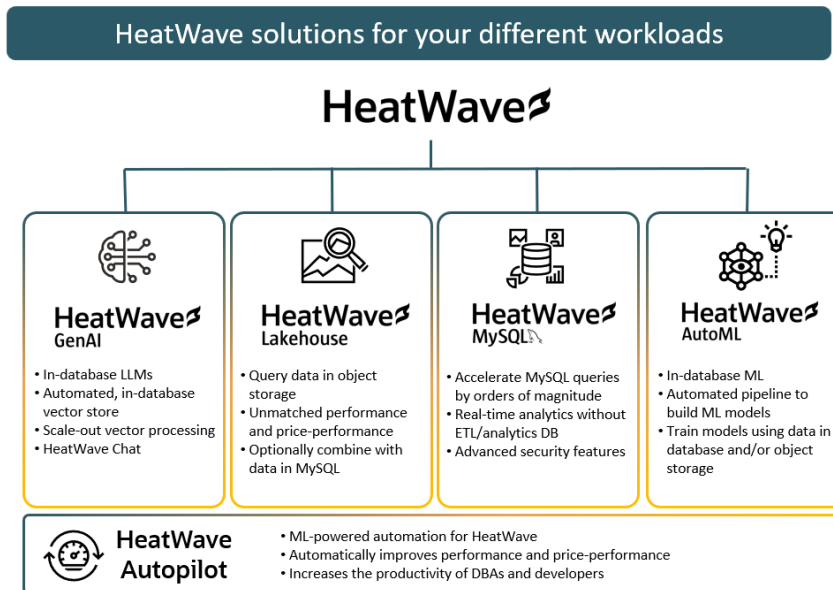 HeatWave solutions for your different workloads
HeatWave
HeatWave
GenAI
• In-database LLMs
• Automated, in-database
vector store
• Scale-out vector processing
• HeatWave Chat
HeatWave
Lakehouse
• Query data in object
storage
• Unmatched performance
and price-performance
• Optionally combine with
data in MySQL
HeatWave
MySQL
• Accelerate MySQL queries
by orders of magnitude
• Real-time analytics without
ETL/analytics DB
• Advanced security features
HeatWave
AutoML
• In-database ML
• Automated pipeline to
build ML models
• Train models using data in
database and/or object
storage
HeatWave
Autopilot
• ML-powered automation for HeatWave
• Automatically improves performance and price-performance
• Increases the productivity of DBAs and developers